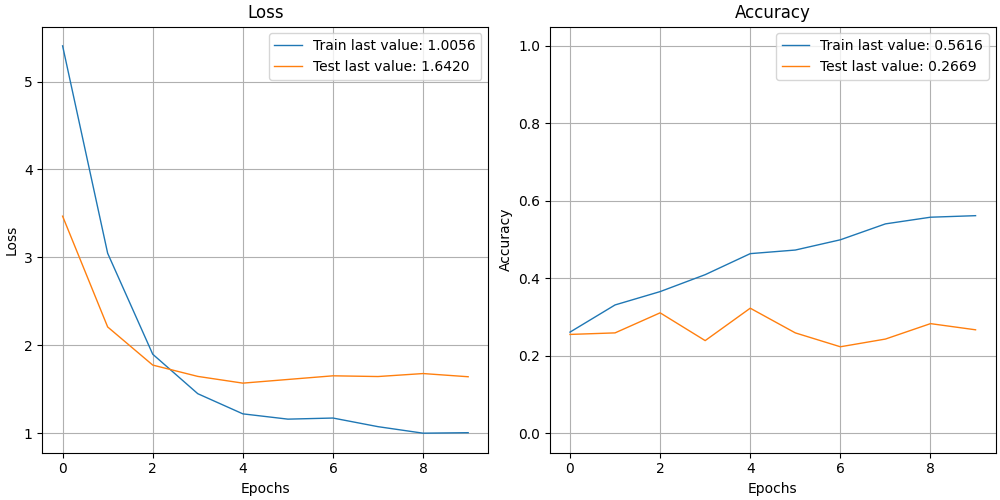 Loss
Train last value: 1.0056
Test last value: 1.6420
5
4
3
2
1
Loss
0
2
4
6
8
Epochs
Accuracy
Train last value: 0.5616
Test last value: 0.2669
1.0
0.8
0.6
0.4
0.2
0.0
Accuracy
0
2
4
6
8
Epochs